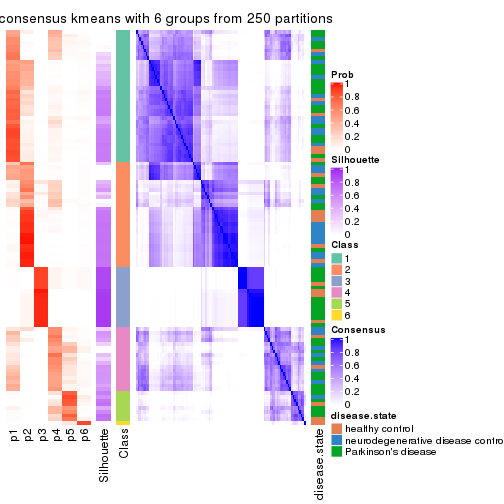 consensus kmeans with 6 groups from 250 partitions
Prob
1
0.8
0.6
0.4
0.2
0
Silhouette
1
0.8
0.6
0.4
0.2
0
Class
1
2
3
4
5
6
Consensus
1
0.8
0.6
0.4
0.2
0
disease.state
healthy control
neurodegenerative disease contro
Parkinson's disease
p1
p2
p3
p4
p5
p6
Silhouette
Class
disease.state